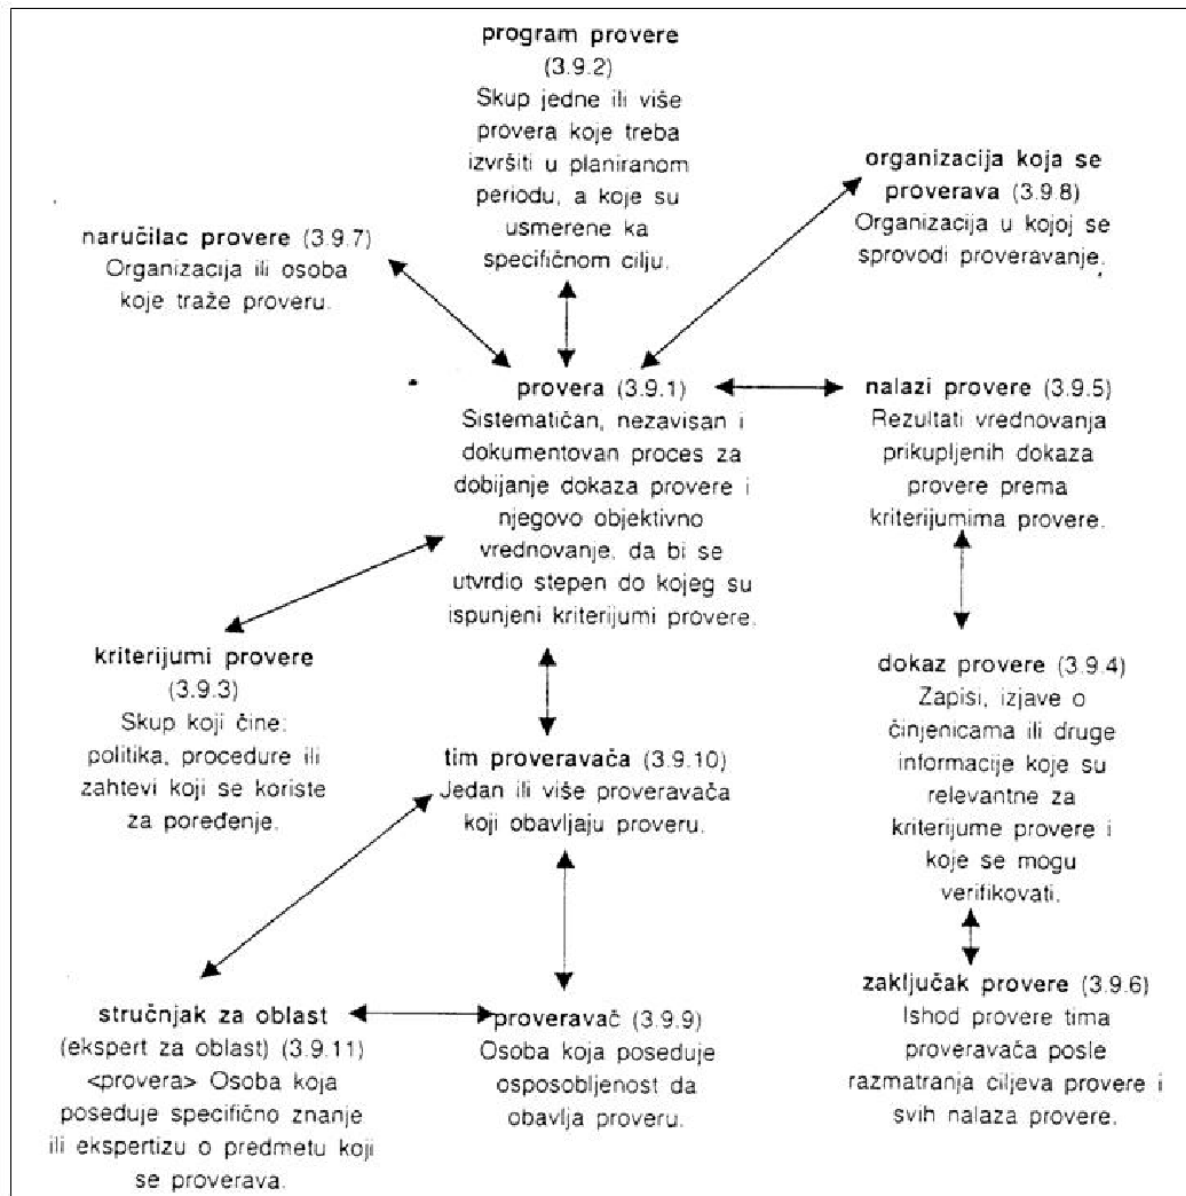 program provere
(3.9.2)
Skup jedne ili više
provera koje treba
izvršiti u planiranom
periodu, a koje su
usmerene ka
specifičnom cilju.
organizacija koja se
proverava (3.9.8)
Organizacija u kojoj se
sprovodi proveravanje.
naručilac provere (3.9.7)
Organizacija ili osoba
koje traže proveru.
provera (3.9.1)
Sistematičan, nezavisan i
dokumentovan proces za
dobijanje dokaza provere i
njegovo objektivno
vrednovanje, da bi se
utvrdio stepen do kojeg su
ispunjeni kriterijumi provere.
nalazi provere (3.9.5)
Rezultati vrednovanja
prikupljenih dokaza
provere prema
kriterijumima provere.
kriterijumi provere
(3.9.3)
Skup koji čine:
politika, procedure ili
zahtevi koji se koriste
za poređenje.
tim proveravača (3.9.10)
Jedan ili više proveravača
koji obavljaju proveru.
dokaz provere (3.9.4)
Zapisi, izjave o
činjenicama ili druge
informacije koje su
relevantne za
kriterijume provere i
koje se mogu
verifikovati.
stručnjak za oblast
(ekspert za oblast) (3.9.11)
<provera> Osoba koja
poseduje specifično znanje
ili ekspertizu o predmetu koji
se proverava.
proveravač (3.9.9)
Osoba koja poseduje
osposobljenost da
obavlja proveru.
zaključak provere (3.9.6)
Ishod provere tima
proveravača posle
razmatranja ciljeva provere i
svih nalaza provere.